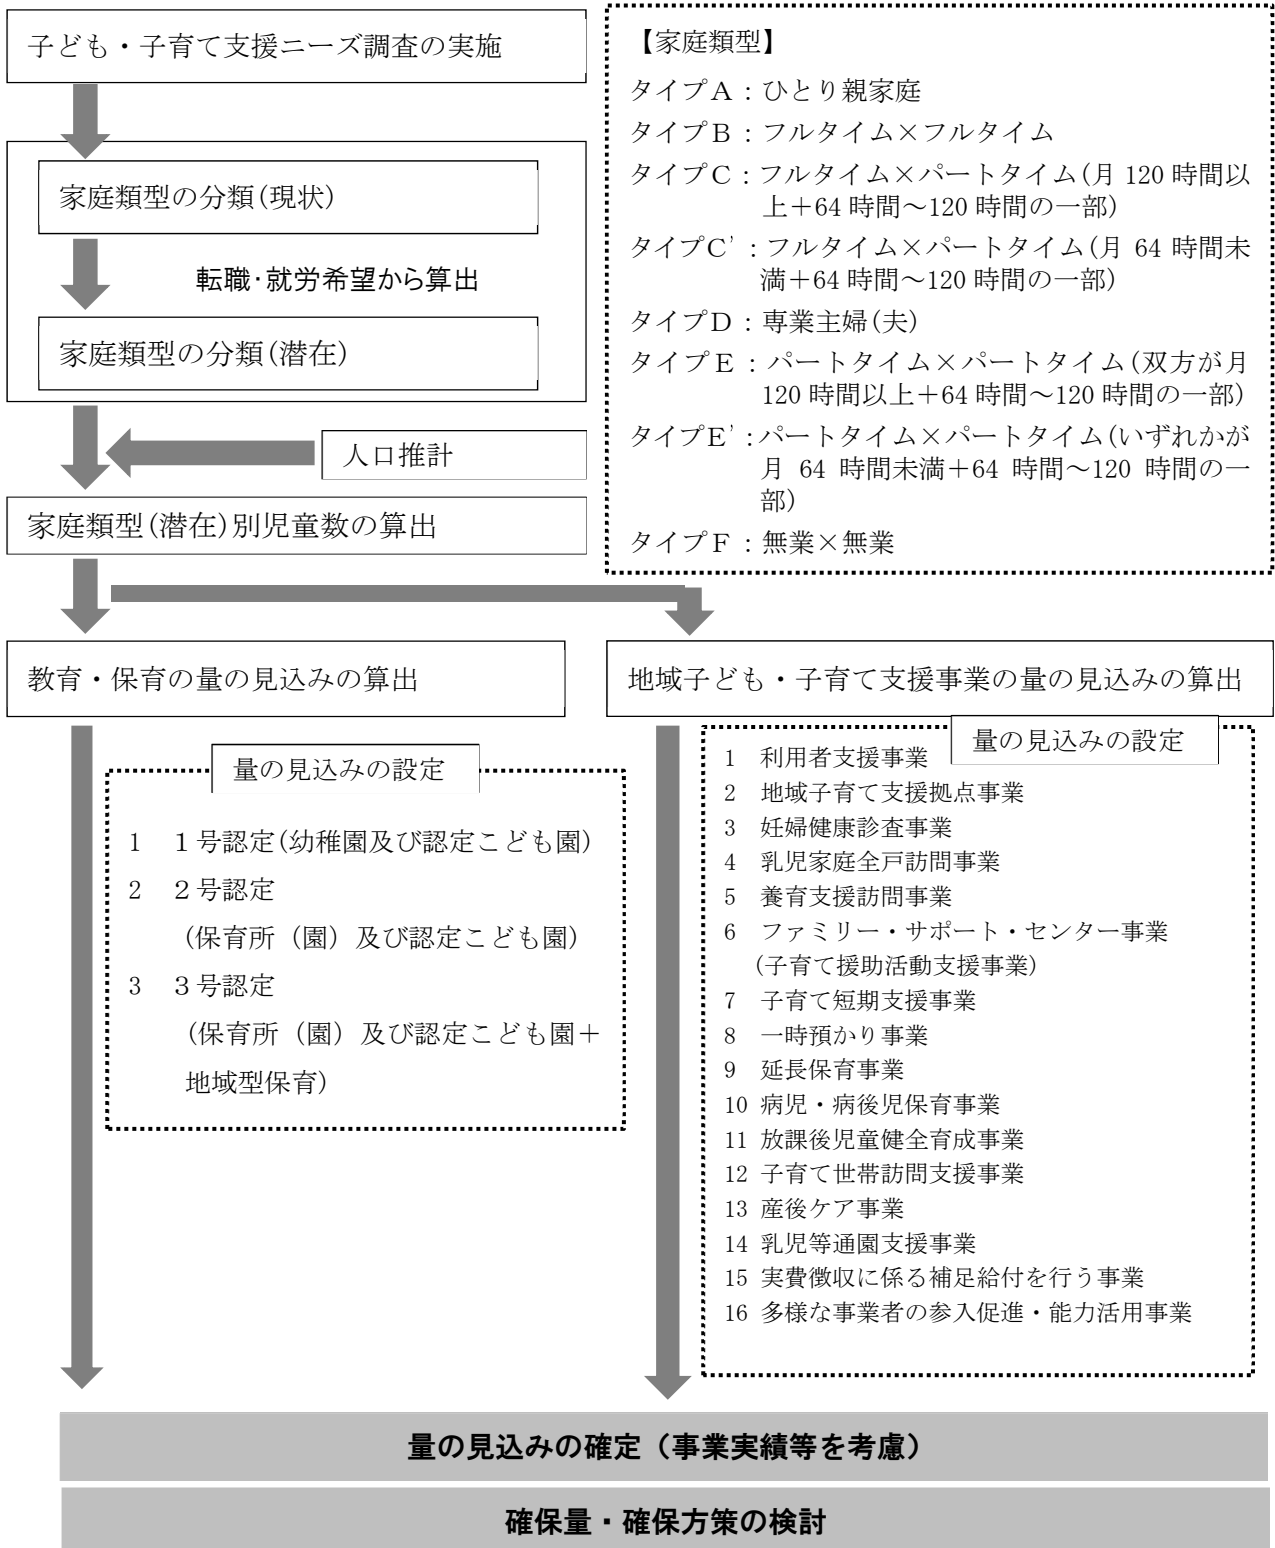 子ども・子育て支援ニーズ調査の実施
家庭類型の分類(現状)
転職・就労希望から算出
家庭類型の分類(潜在)
人口推計
家庭類型(潜在)別児童数の算出
【家庭類型】
タイプA：ひとり親家庭
タイプB：フルタイム×フルタイム
タイプC：フルタイム×パートタイム(月 120 時間以
上＋64 時間～120 時間の一部)
タイプC'：フルタイム×パートタイム(月 64 時間未
満＋64 時間～120 時間の一部)
タイプD：専業主婦(夫)
タイプE：パートタイム×パートタイム(双方が月
120 時間以上＋64 時間～120 時間の一部)
タイプE'：パートタイム×パートタイム(いずれかが
月 64 時間未満＋64 時間～120 時間の一
部)
タイプF：無業×無業
教育・保育の量の見込みの算出
量の見込みの設定
1 １号認定(幼稚園及び認定こども園)
2 ２号認定
(保育所（園）及び認定こども園)
3 ３号認定
(保育所（園）及び認定こども園＋
地域型保育)
地域子ども・子育て支援事業の量の見込みの算出
量の見込みの設定
1 利用者支援事業
2 地域子育て支援拠点事業
3 妊婦健康診査事業
4 乳児家庭全戸訪問事業
5 養育支援訪問事業
6 ファミリー・サポート・センター事業
(子育て援助活動支援事業)
7 子育て短期支援事業
8 一時預かり事業
9 延長保育事業
10 病児・病後児保育事業
11 放課後児童健全育成事業
12 子育て世帯訪問支援事業
13 産後ケア事業
14 乳児等通園支援事業
15 実費徴収に係る補足給付を行う事業
16 多様な事業者の参入促進・能力活用事業
量の見込みの確定（事業実績等を考慮）
確保量・確保方策の検討